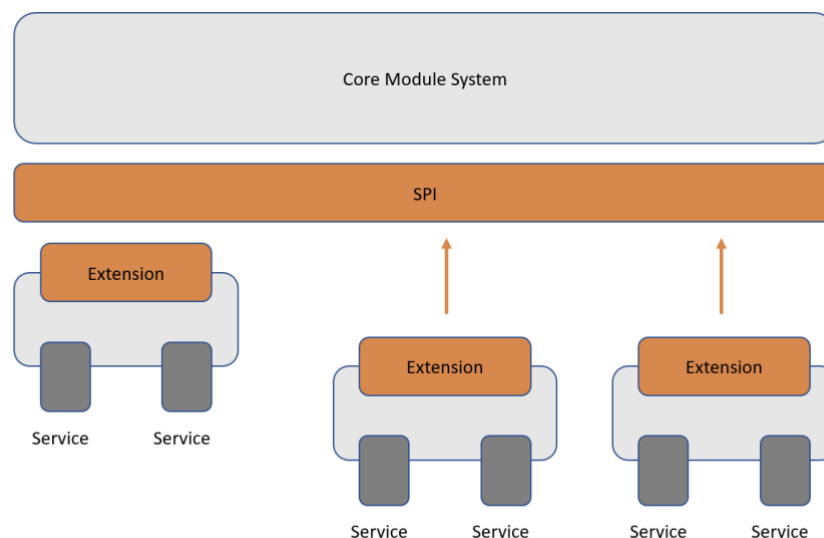 Core Module System
SPI
Extension
Extension
Extension
Service
Service
Service
Service
Service
Service